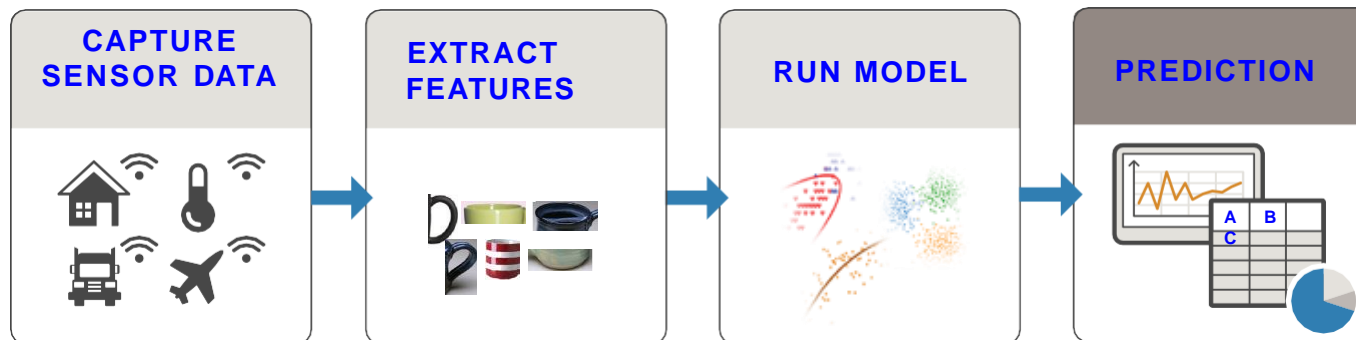 CAPTURE
SENSOR DATA
EXTRACT
FEATURES
RUN MODEL
PREDICTION
A B
C